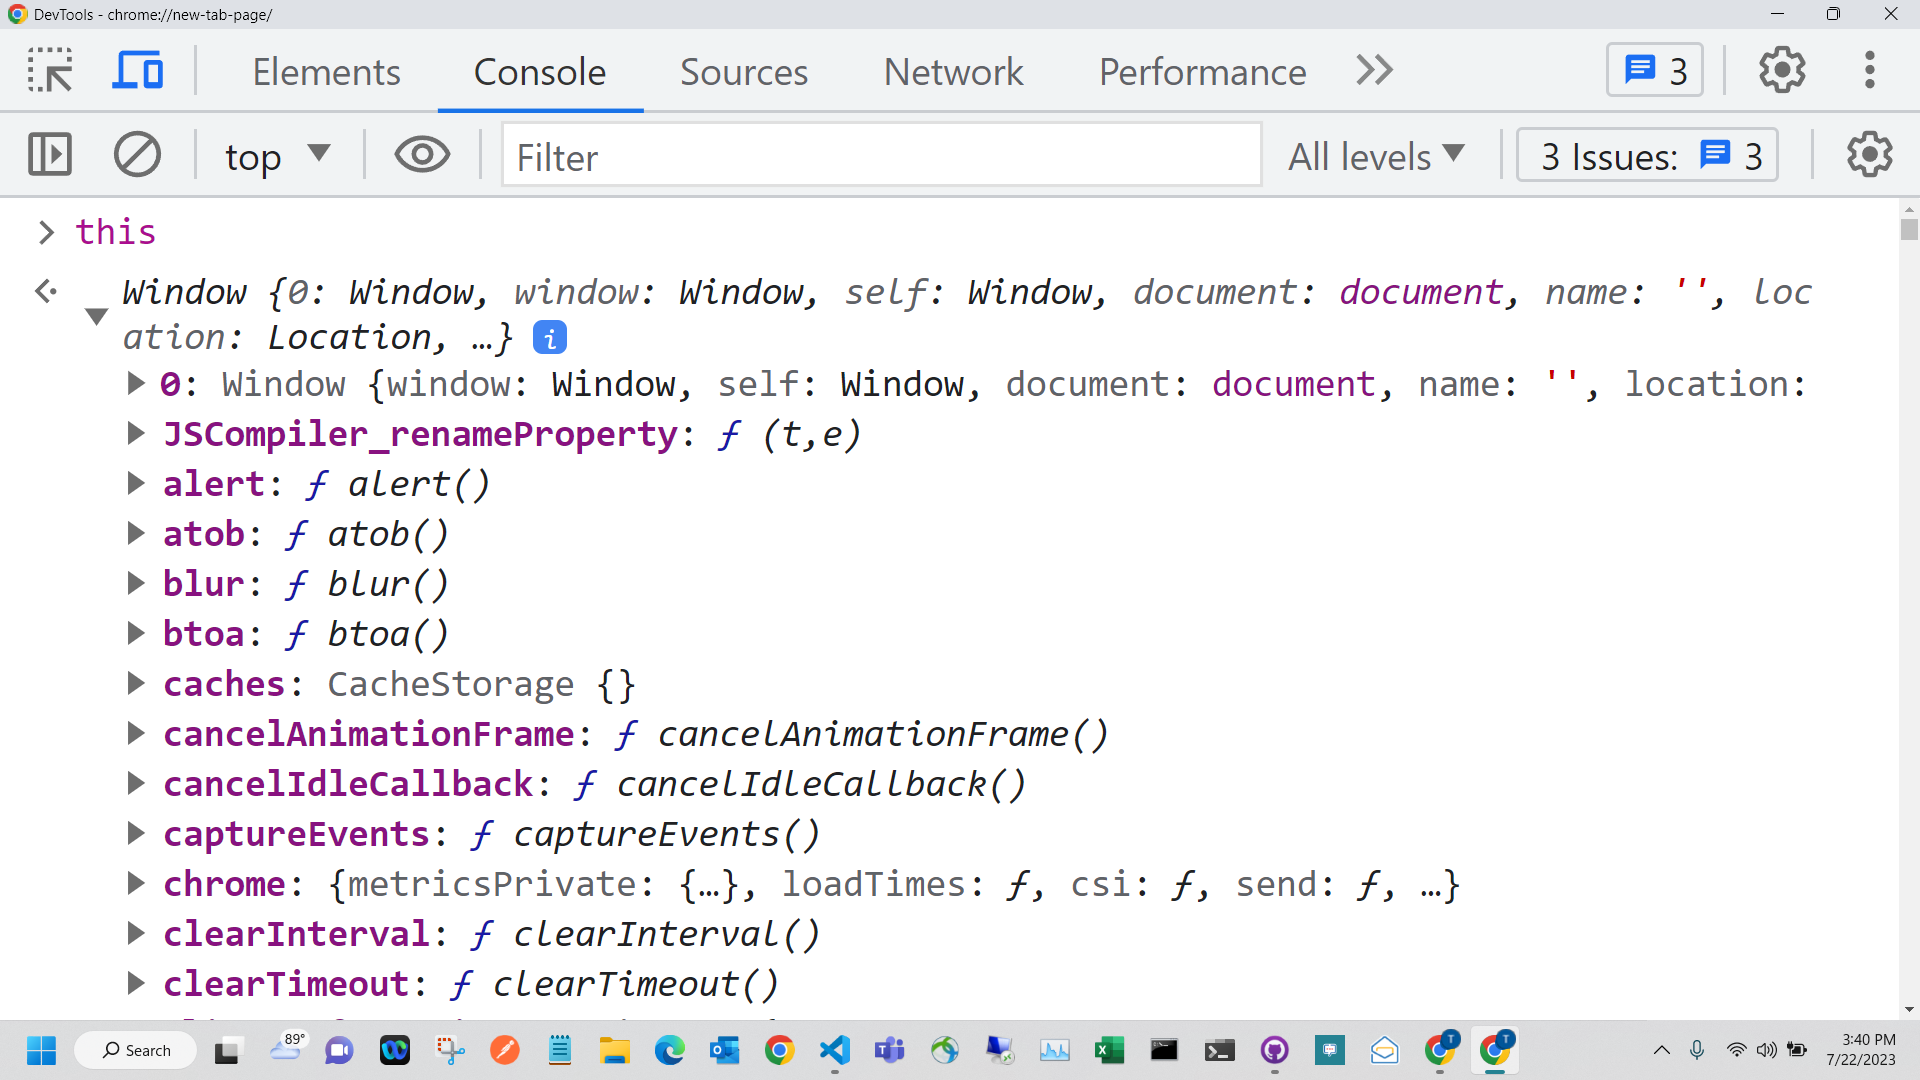 DevTools - chrome://new-tab-page/
Elements Console Sources Network Performance 3
top Filter All levels 3 Issues: 3
this
Window {0: Window, window: Window, self: Window, document: document, name: '', loc
ation: Location, …} i
0: Window {window: Window, self: Window, document: document, name: '', location:
JSCompiler_renameProperty: ƒ (t,e)
alert: ƒ alert()
atob: ƒ atob()
blur: ƒ blur()
btoa: ƒ btoa()
caches: CacheStorage {}
cancelAnimationFrame: ƒ cancelAnimationFrame()
cancelIdleCallback: ƒ cancelIdleCallback()
captureEvents: ƒ captureEvents()
chrome: {metricsPrivate: {…}, loadTimes: ƒ, csi: ƒ, send: ƒ, …}
clearInterval: ƒ clearInterval()
clearTimeout: ƒ clearTimeout()
Search 89° T T 3:40 PM
7/22/2023